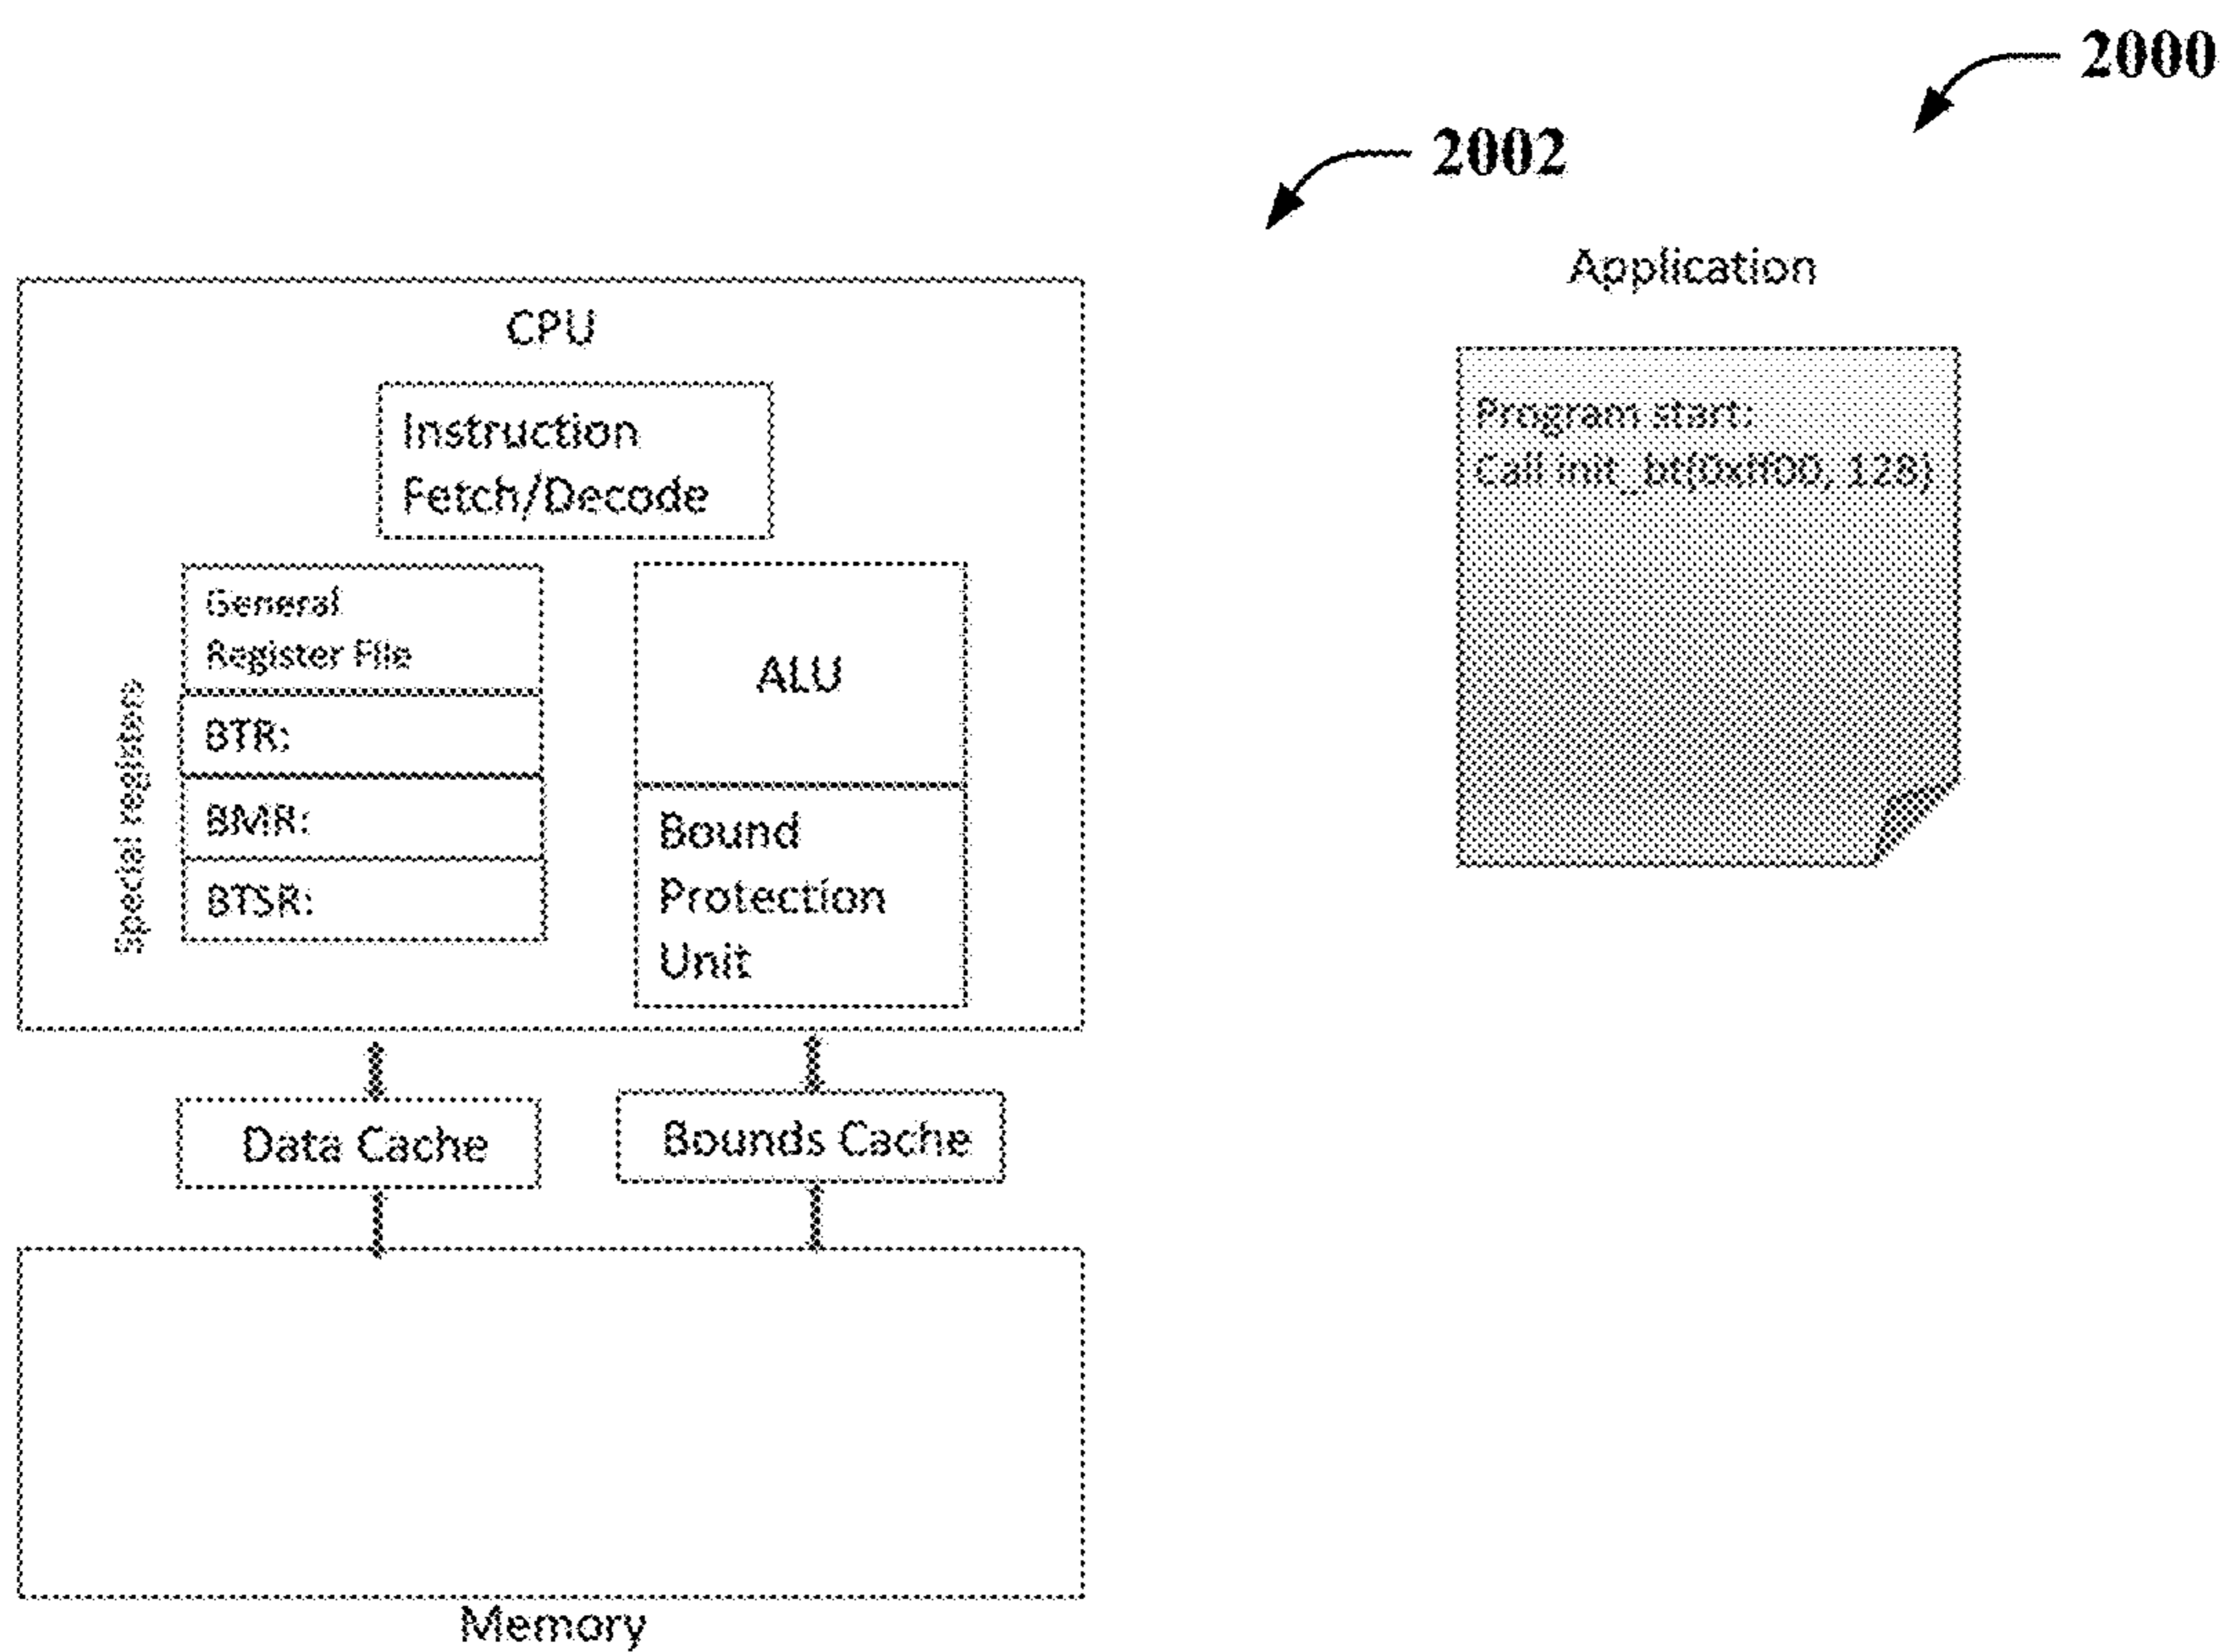 2000
2002
Application
CPU
Instruction
Fetch/Decode
Program start:
Call init_bt(0xff00, 128)
General
Register File
ALU
Special registers
BTR:
BMR:
BTSR:
Bound
Protection
Unit
Data Cache
Bounds Cache
Memory